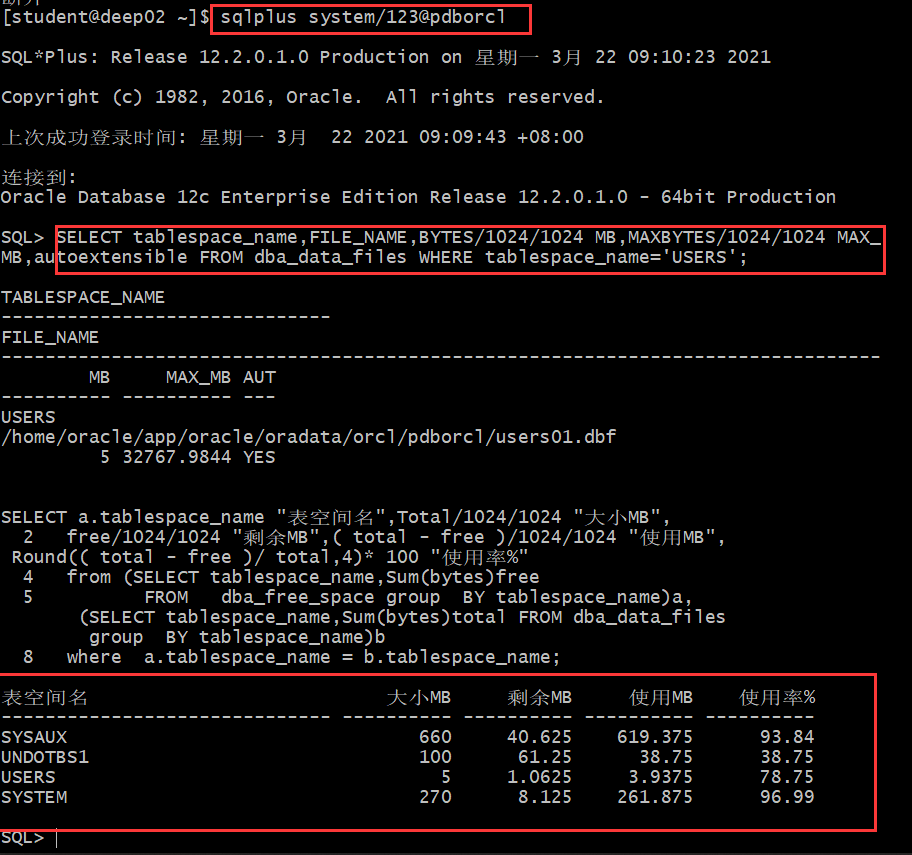 [student@deep02 ~]$ sqlplus system/123@pdborcl
SQL*Plus: Release 12.2.0.1.0 Production on 星期一 3月 22 09:10:23 2021
Copyright (c) 1982, 2016, Oracle.  All rights reserved.
上次成功登录时间: 星期一 3月  22 2021 09:09:43 +08:00
连接到:
Oracle Database 12c Enterprise Edition Release 12.2.0.1.0 - 64bit Production
SQL> SELECT tablespace_name,FILE_NAME,BYTES/1024/1024 MB,MAXBYTES/1024/1024 MAX_
MB,autoextensible FROM dba_data_files WHERE tablespace_name='USERS';
TABLESPACE_NAME
------------------------------
FILE_NAME
--------------------------------------------------------------------------------
        MB     MAX_MB AUT
---------- ---------- ---
USERS
/home/oracle/app/oracle/oradata/orcl/pdborcl/users01.dbf
         5 32767.9844 YES
SELECT a.tablespace_name "表空间名",Total/1024/1024 "大小MB",
  2   free/1024/1024 "剩余MB",( total - free )/1024/1024 "使用MB",
 Round(( total - free )/ total,4)* 100 "使用率%"
  4   from (SELECT tablespace_name,Sum(bytes)free
  5          FROM   dba_free_space group  BY tablespace_name)a,
       (SELECT tablespace_name,Sum(bytes)total FROM dba_data_files
        group  BY tablespace_name)b
  8   where  a.tablespace_name = b.tablespace_name;
表空间名                           大小MB     剩余MB     使用MB    使用率%
------------------------------ ---------- ---------- ---------- ----------
SYSAUX                                660     40.625    619.375      93.84
UNDOTBS1                              100      61.25      38.75      38.75
USERS                                   5     1.0625     3.9375      78.75
SYSTEM                                270      8.125    261.875      96.99
SQL>